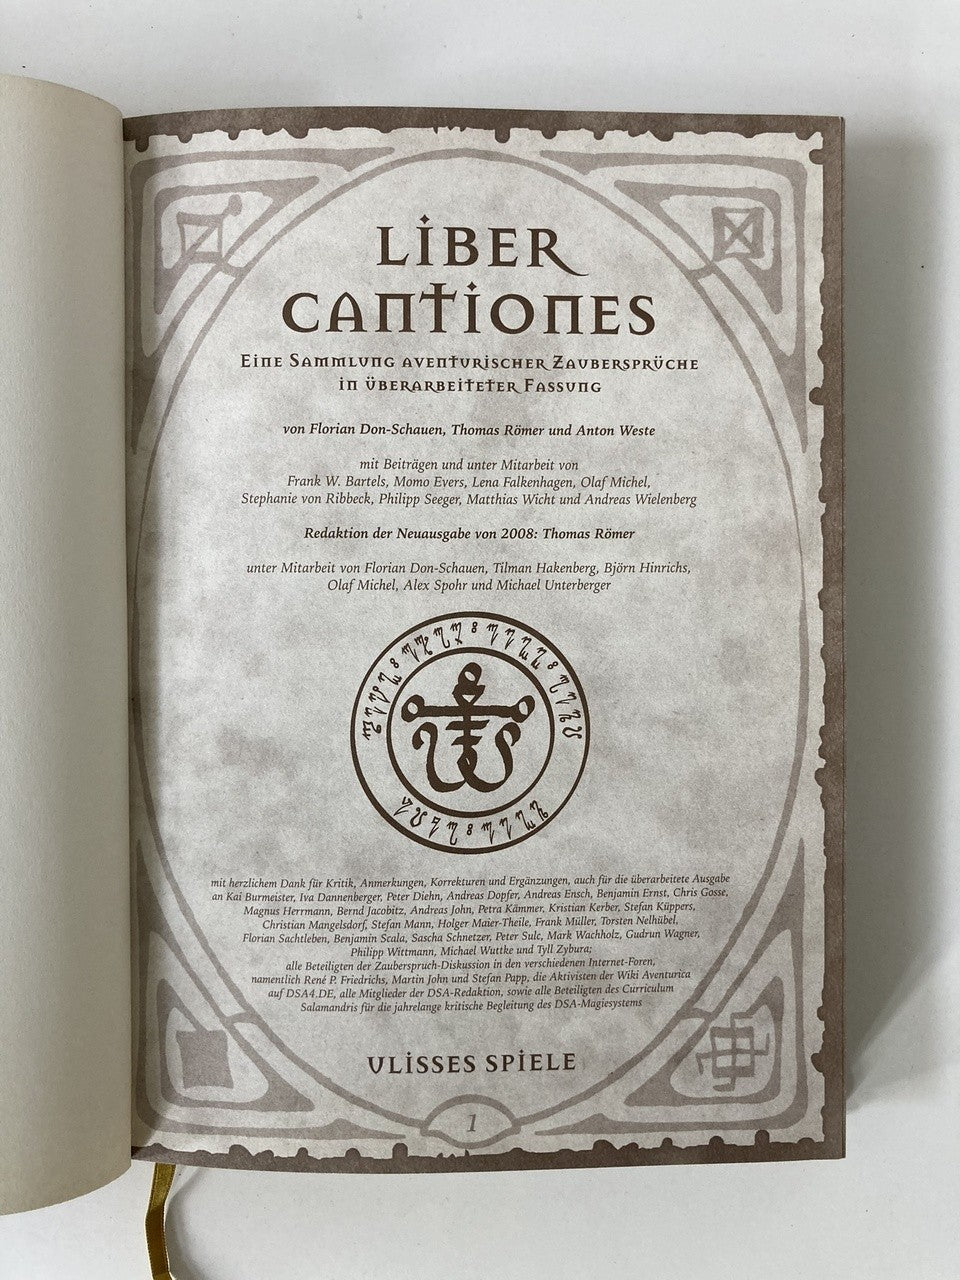 LIBER
CANTIONES
EINE SAMMLUNG AVENTURISCHER ZAUBERSPRÜCHE
IN ÜBERARBEITETER FASSUNG
von Florian Don-Schauen, Thomas Römer und Anton Weste
mit Beiträgen und unter Mitarbeit von
Frank W. Bartels, Momo Evers, Lena Falkenhagen, Olaf Michel,
Stephanie von Ribbeck, Philipp Seeger, Matthias Wicht und Andreas Wielenberg
Redaktion der Neuausgabe von 2008: Thomas Römer
unter Mitarbeit von Florian Don-Schauen, Tilman Hakenberg, Björn Hinrichs,
Olaf Michel, Alex Spohr und Michael Unterberger
mit herzlichem Dank für Kritik, Anmerkungen, Korrekturen und Ergänzungen, auch für die überarbeitete Ausgabe
an Kai Burmeister, Iva Dannenberger, Peter Diehn, Andreas Dopfer, Andreas Ensch, Benjamin Ernst, Chris Gosse,
Magnus Herrmann, Bernd Jacobitz, Andreas John, Petra Kämmer, Kristian Kerber, Stefan Küppers,
Christian Mangelsdorf, Stefan Mann, Holger Maier-Theile, Frank Müller, Torsten Nelhübel,
Florian Sachtleben, Benjamin Scala, Sascha Schnetzer, Peter Sulc, Mark Wachholz, Gudrun Wagner,
Philipp Wittmann, Michael Wuttke und Tyll Zybura;
alle Beteiligten der Zauberspruch-Diskussion in den verschiedenen Internet-Foren,
namentlich René P. Friedrichs, Martin John und Stefan Papp, die Aktivisten der Wiki Aventurica
auf DSA4.DE, alle Mitglieder der DSA-Redaktion, sowie alle Beteiligten des Curriculum
Salamandris für die jahrelange kritische Begleitung des DSA-Magiesystems
ULISSES SPIELE
1